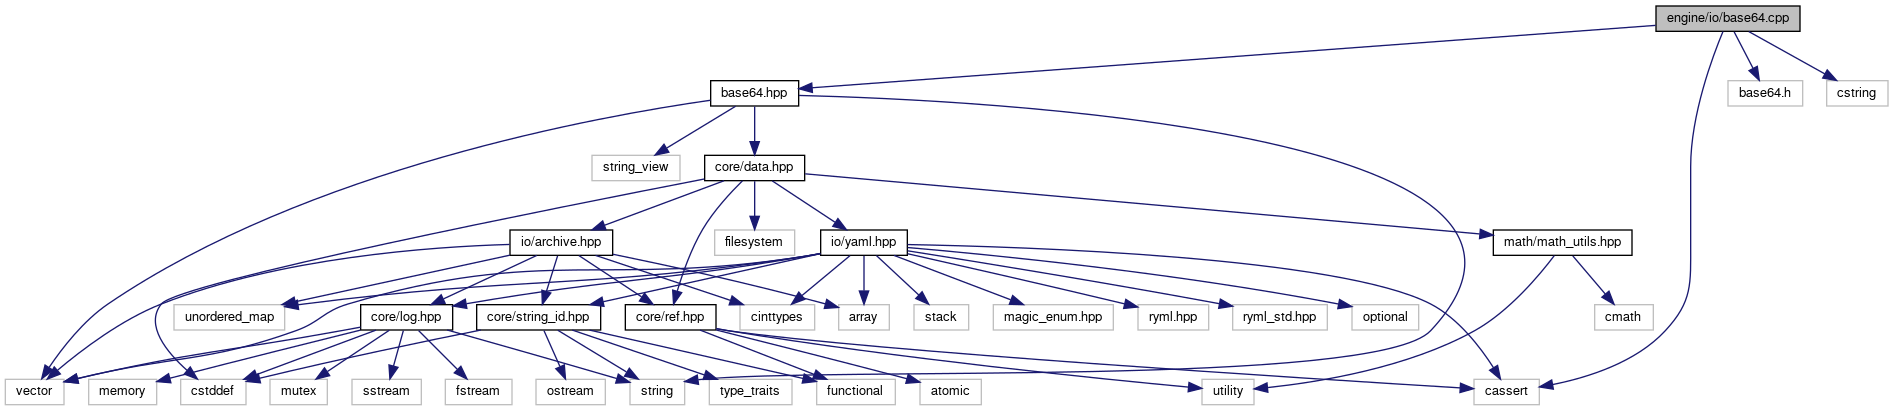 engine/io/base64.cpp
base64.hpp
base64.h
cstring
string_view
core/data.hpp
io/archive.hpp
filesystem
io/yaml.hpp
math/math_utils.hpp
unordered_map
core/log.hpp
core/string_id.hpp
core/ref.hpp
cinttypes
array
stack
magic_enum.hpp
ryml.hpp
ryml_std.hpp
optional
cmath
vector
memory
cstddef
mutex
sstream
fstream
ostream
string
type_traits
functional
atomic
utility
cassert